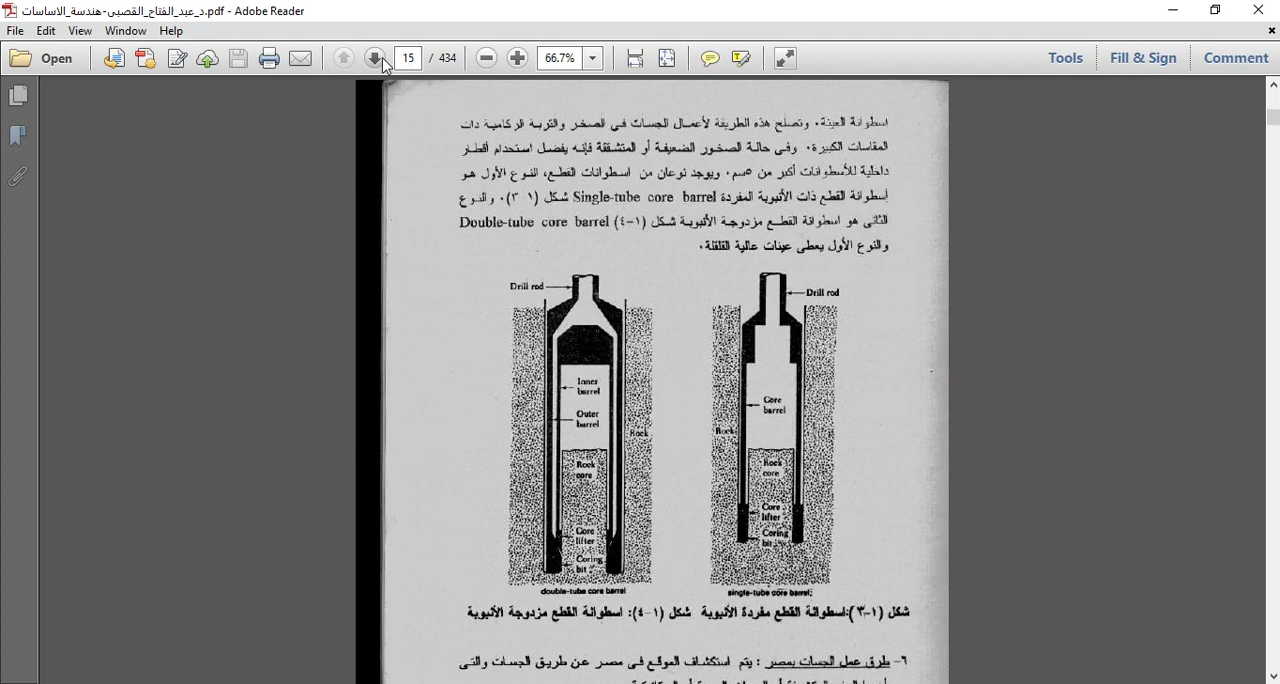 د_عبد_الفتاح_القصبى-هندسة_الاساسات.pdf - Adobe Reader
File Edit View Window Help
Open 15 / 434 66.7% Tools Fill & Sign Comment
اسطوانة العينة. وتصلح هذه الطريقة لأعمال الجسات في الصخر والتربة الركامية ذات
المقاسات الكبيرة. وفى حالة الصخور الضعيفة أو المتشققة فإنه يفضل استخدام أقطار
داخلية للأسطوانات أكبر من ٥سم. ويوجد نوعان من اسطوانات القطع، النوع الأول هو
إسطوانة القطع ذات الأنبوبة المفردة Single-tube core barrel شكل (١-٣). والنوع
الثانى هو اسطوانة القطع مزدوجة الأنبوبة شكل (١-٤) Double-tube core barrel
والنوع الأول يعطى عينات عالية القلقلة.
Drill rod
Inner barrel
Outer barrel
Rock
Rock core
Core lifter
Coring bit
double-tube core barrel
Drill rod
Core barrel
Rock
Rock core
Core lifter
Coring bit
single-tube core barrel;
شكل (١-٣):اسطوانة القطع مفردة الأنبوبة شكل (١-٤): اسطوانة القطع مزدوجة الأنبوبة
٦- طرق عمل الجسات بمصر : يتم استكشاف الموقع فى مصر عن طريق الجسات والتى